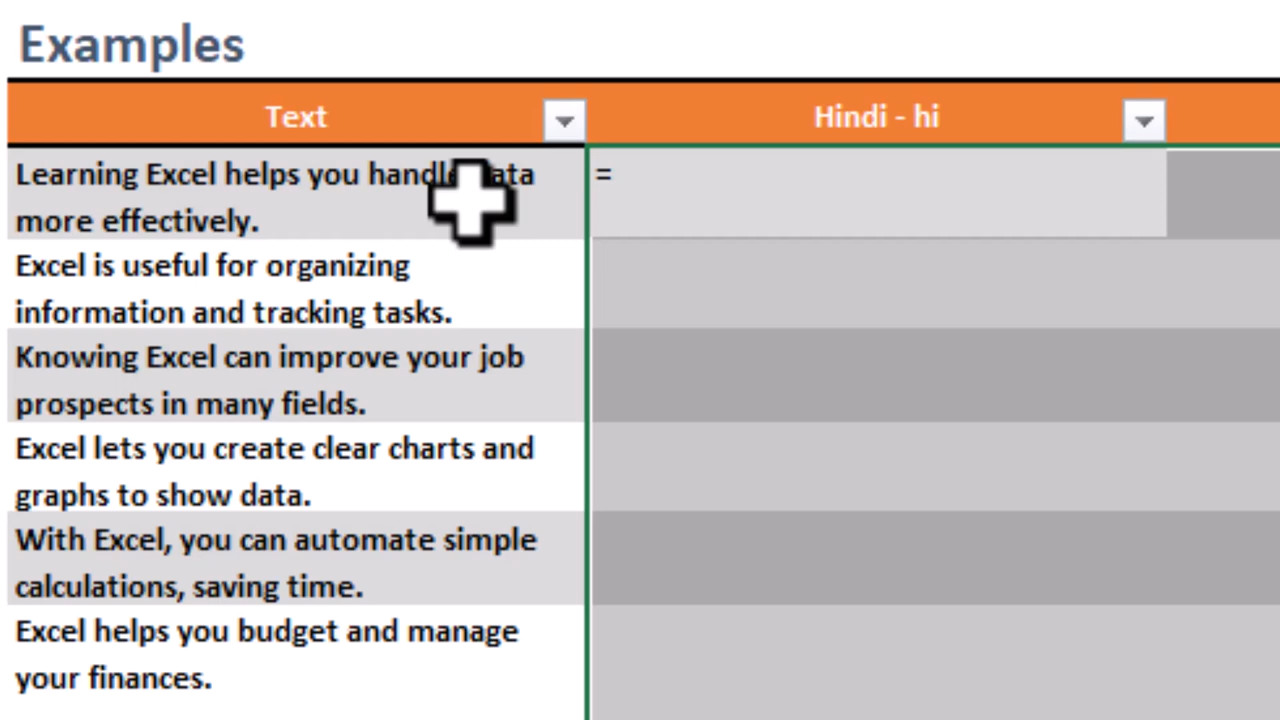 Examples
Text
Hindi - hi
Learning Excel helps you handle data
=
more effectively.
Excel is useful for organizing
information and tracking tasks.
Knowing Excel can improve your job
prospects in many fields.
Excel lets you create clear charts and
graphs to show data.
With Excel, you can automate simple
calculations, saving time.
Excel helps you budget and manage
your finances.